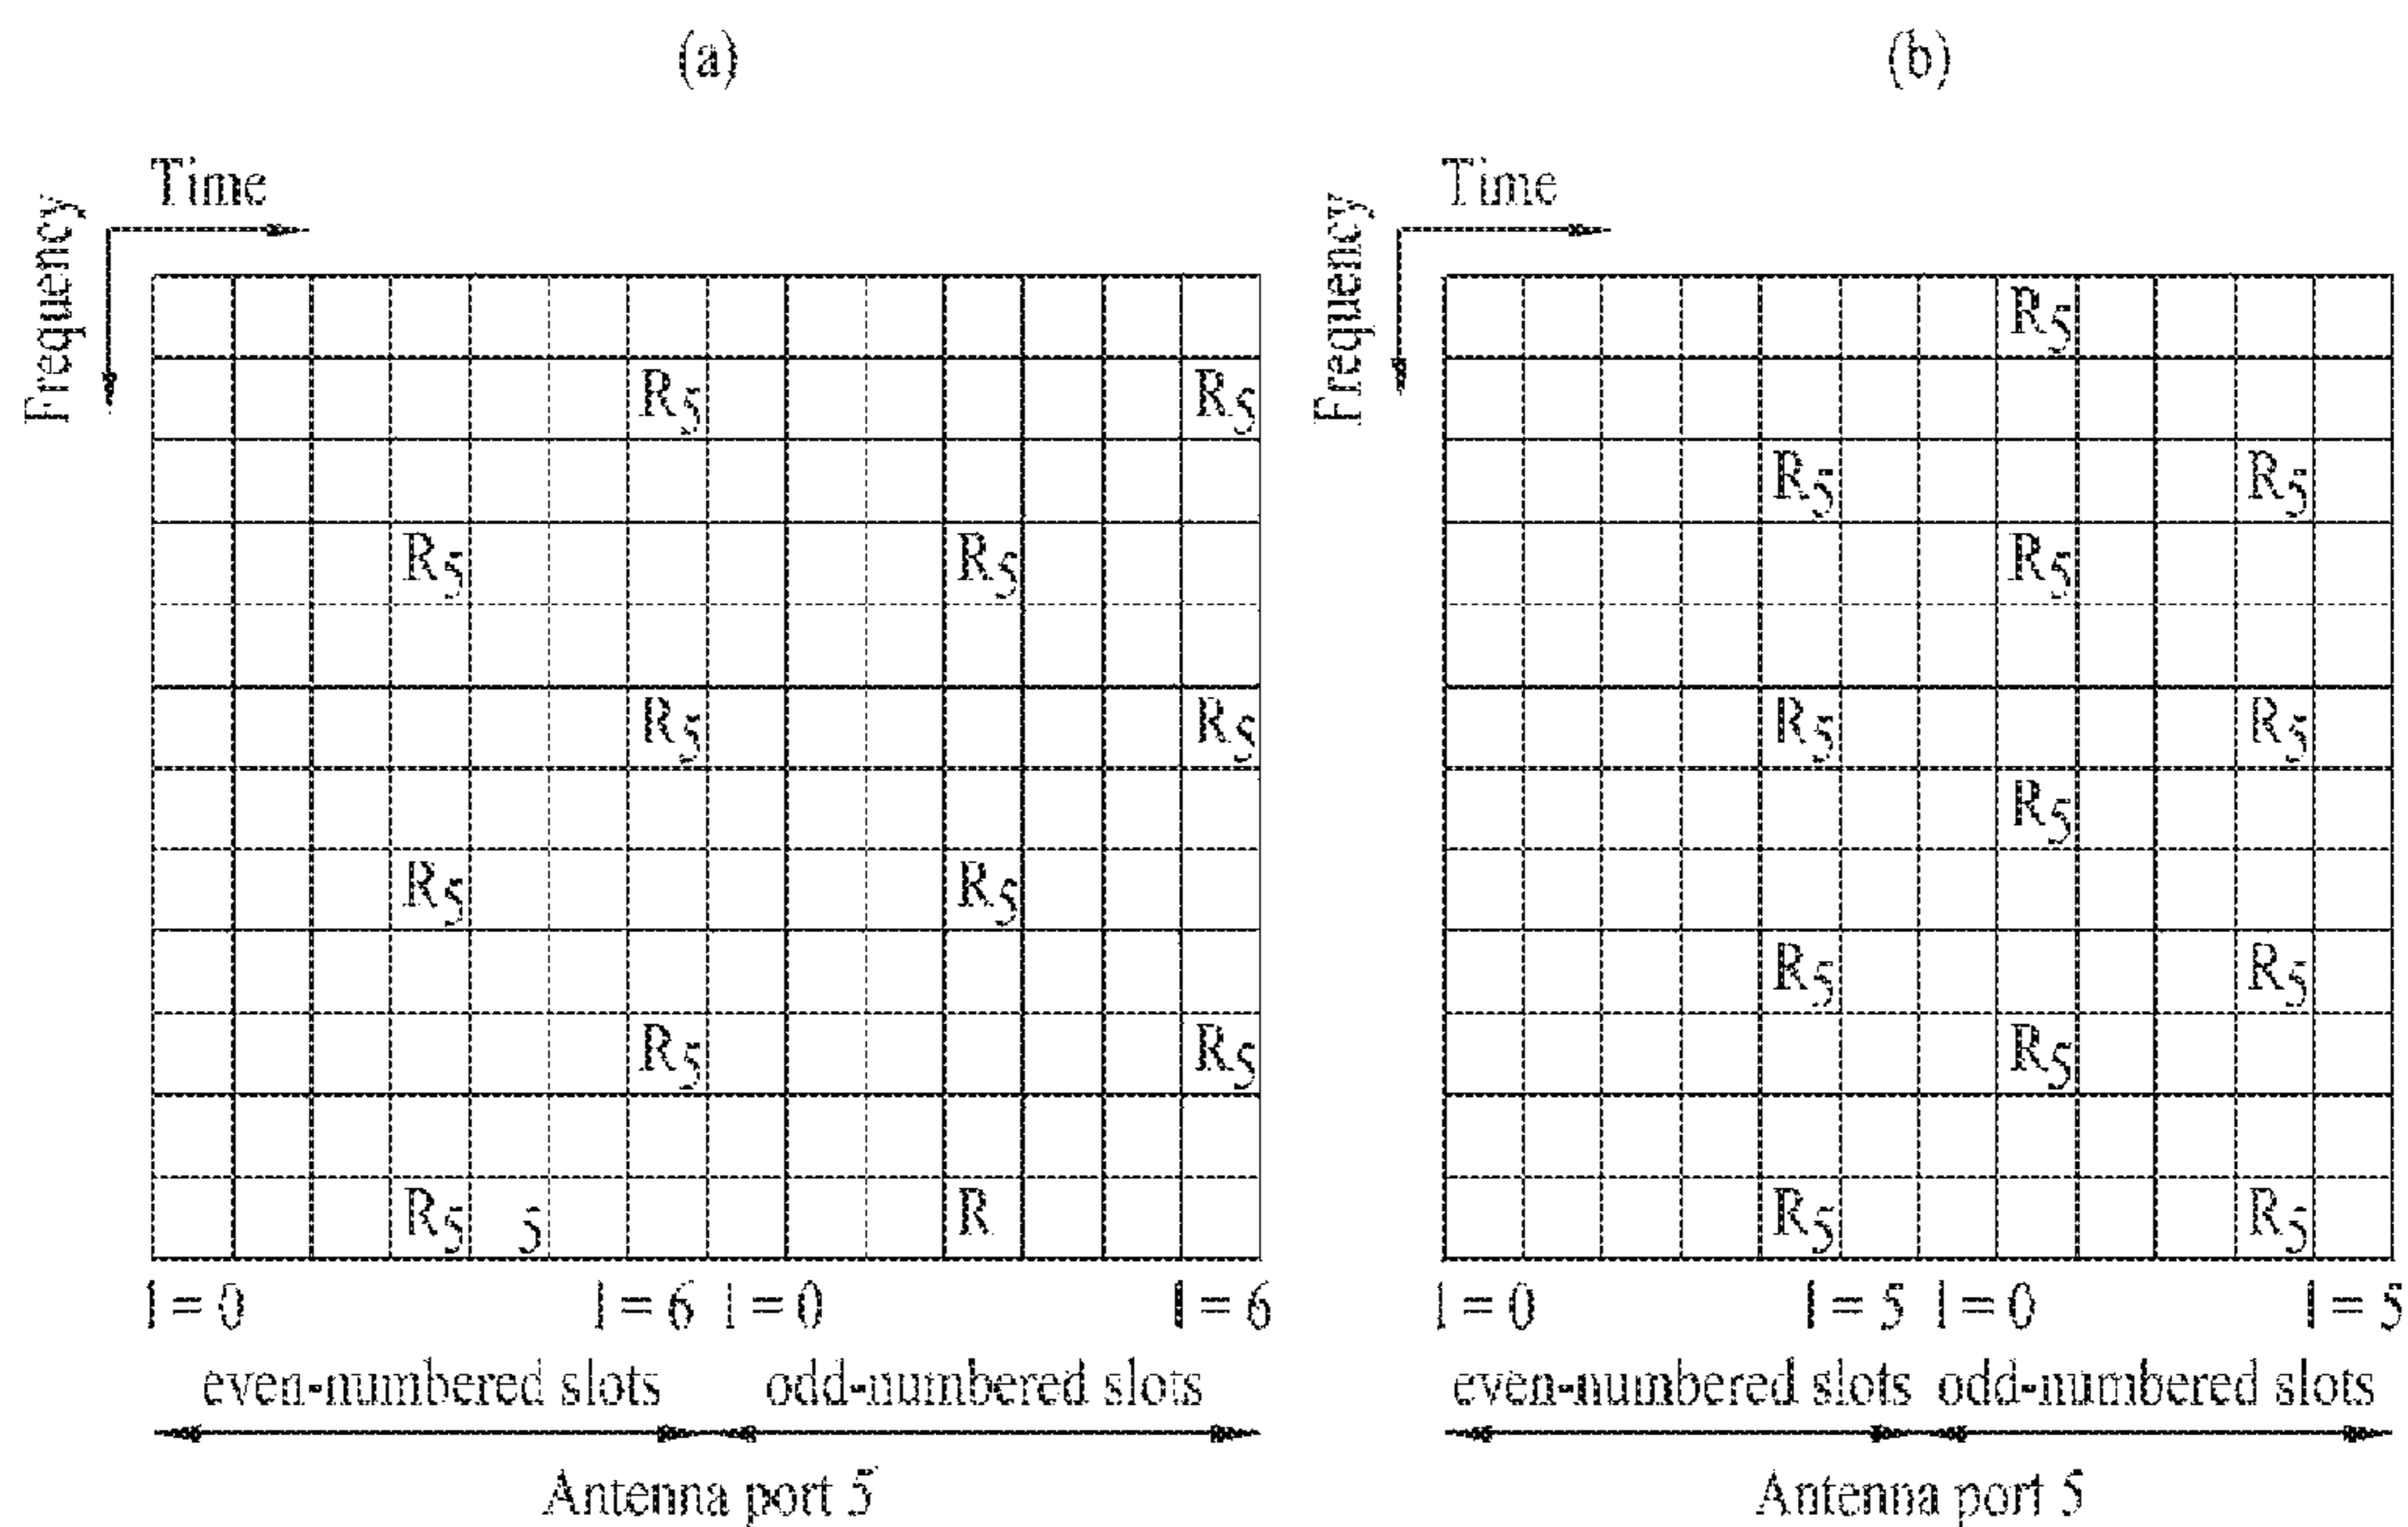 (a) (b)
Time Time
Frequency Frequency
R5
R5 R5
R5 R5
R5 R5 R5
R5 R5 R5 R5
R5
R5 R5
R5 R5
R5 R5 R5
R5 5 R R5 R5
l = 0 l = 6 l = 0 l = 6 l = 0 l = 5 l = 0 l = 5
even-numbered slots odd-numbered slots even-numbered slots odd-numbered slots
Antenna port 5 Antenna port 5